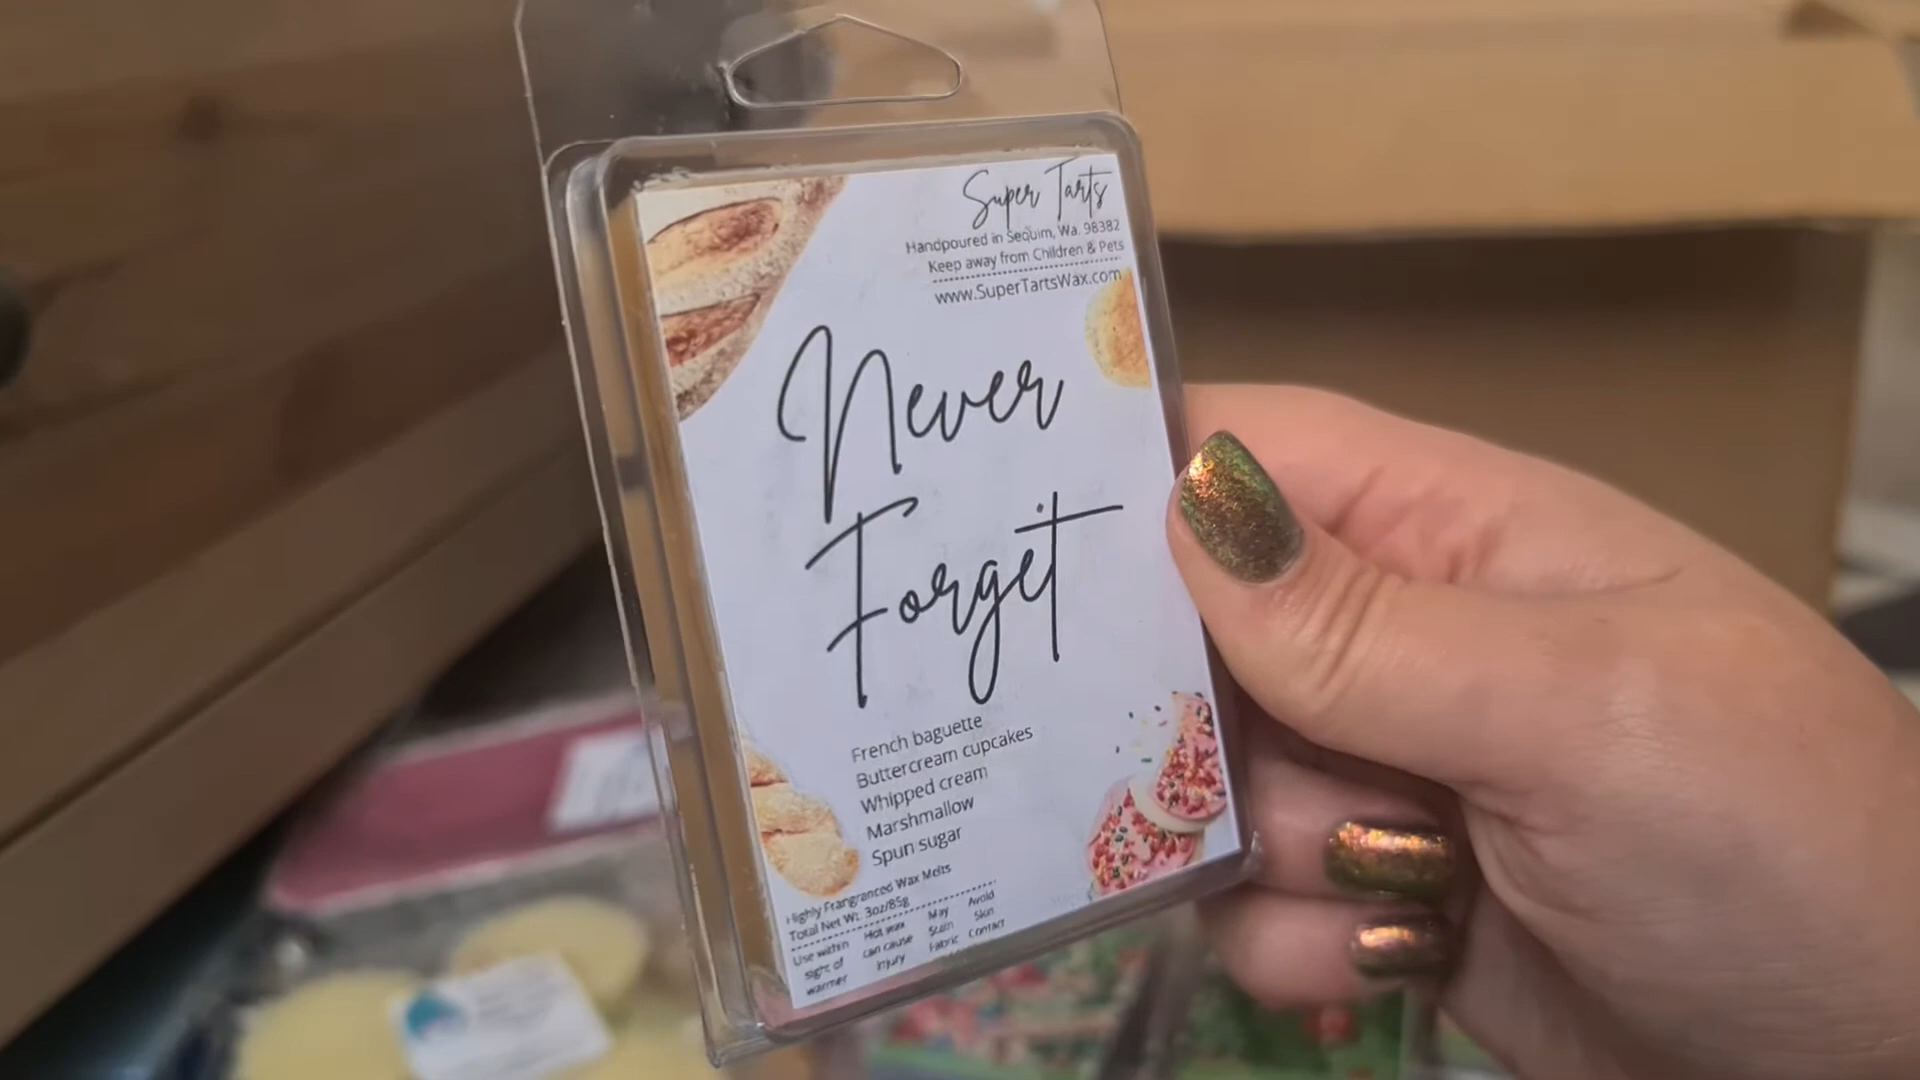 Super Tarts
Handpoured in Sequim, Wa. 98382
Keep away from Children & Pets
www.SuperTartsWax.com
Never
Forget
French baguette
Buttercream cupcakes
Whipped cream
Marshmallow
Spun sugar
Highly Frangranced Wax Melts
Total Net Wt. 3oz/85g
Use within
sight of
warmer
Hot wax
can cause
injury
May
Stain
Fabric
Avoid
Skin
Contact